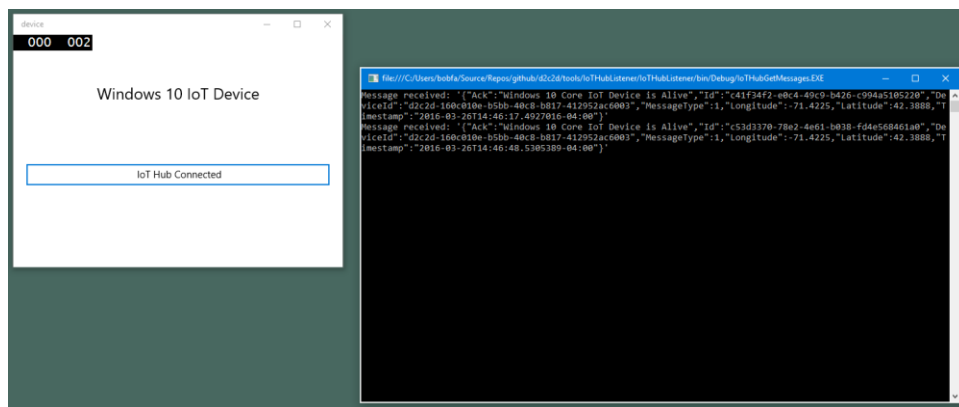 device
000 002
Windows 10 IoT Device
IoT Hub Connected
file:///C:/Users/bobfa/Source/Repos/github/d2c2d/tools/IoTHubListener/IoTHubListener/bin/Debug/IoTHubGetMessages.EXE
Message received: '{"Ack":"Windows 10 Core IoT Device is Alive","Id":"c41f34f2-e0c4-49c9-b426-c994a5105220","De
viceId":"d2c2d-160c010e-b5bb-40c8-b817-412952ac6003","MessageType":1,"Longitude":-71.4225,"Latitude":42.3888,"T
imestamp":"2016-03-26T14:46:17.4927016-04:00"}'
Message received: '{"Ack":"Windows 10 Core IoT Device is Alive","Id":"c53d3370-78e2-4e61-b038-fd4e568461a0","De
viceId":"d2c2d-160c010e-b5bb-40c8-b817-412952ac6003","MessageType":1,"Longitude":-71.4225,"Latitude":42.3888,"T
imestamp":"2016-03-26T14:46:48.5305389-04:00"}'